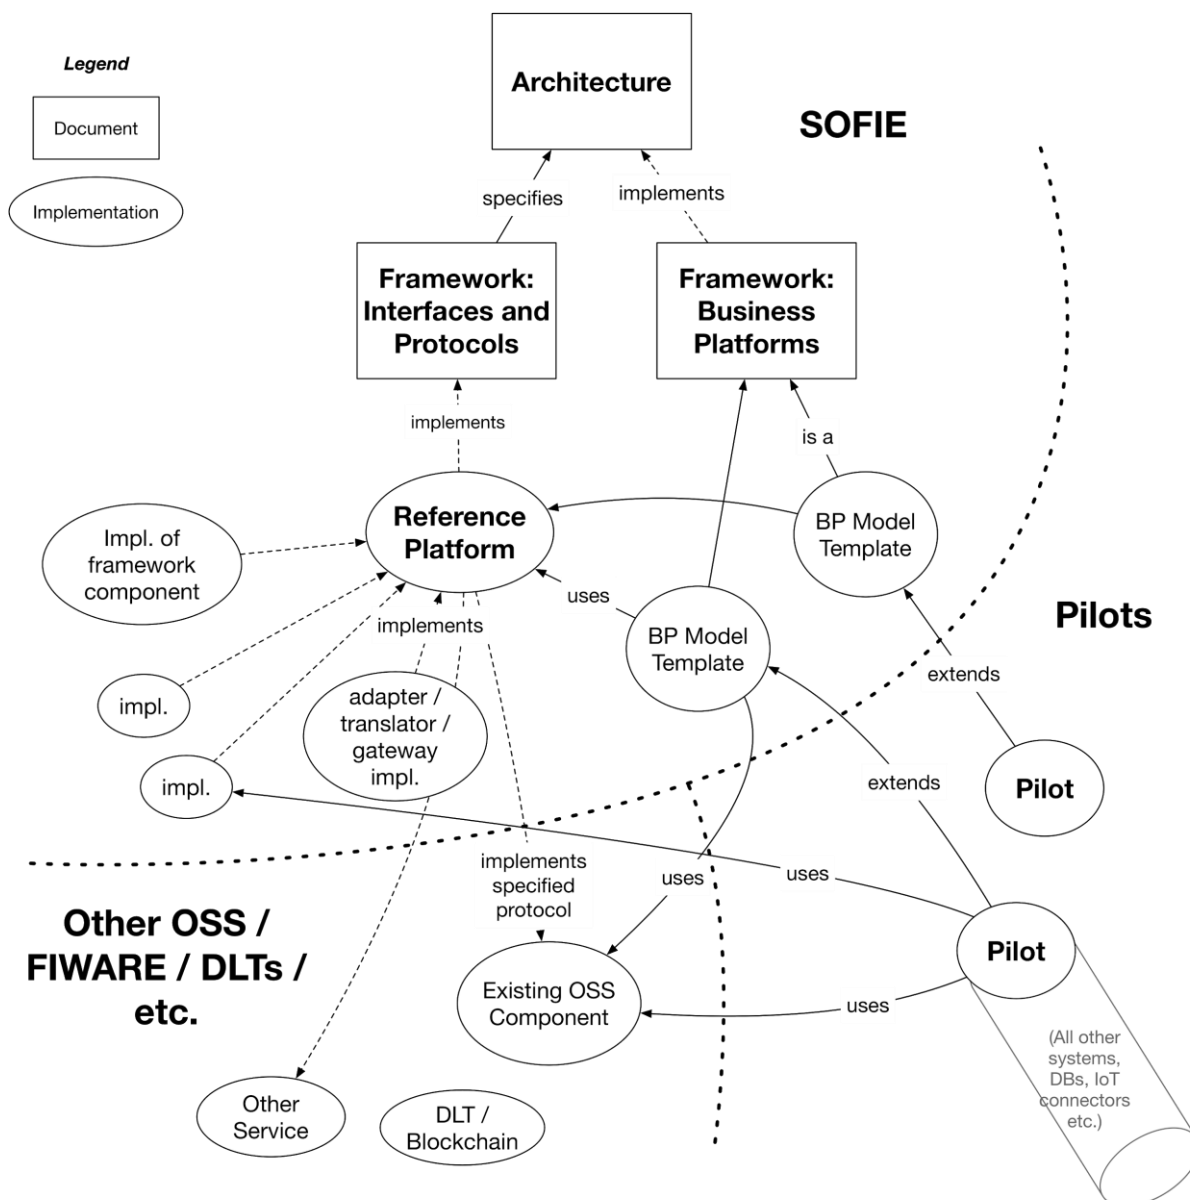 Legend
Document
Implementation
Architecture
SOFIE
specifies
implements
Framework:
Interfaces and
Protocols
Framework:
Business
Platforms
implements
is a
Reference
Platform
BP Model
Template
Impl. of
framework
component
uses
implements
BP Model
Template
Pilots
extends
impl.
adapter /
translator /
gateway
impl.
impl.
extends
Pilot
implements
specified
protocol
uses
uses
Other OSS /
FIWARE / DLTs /
etc.
Pilot
Existing OSS
Component
uses
(All other
systems,
DBs, IoT
connectors
etc.)
Other
Service
DLT /
Blockchain